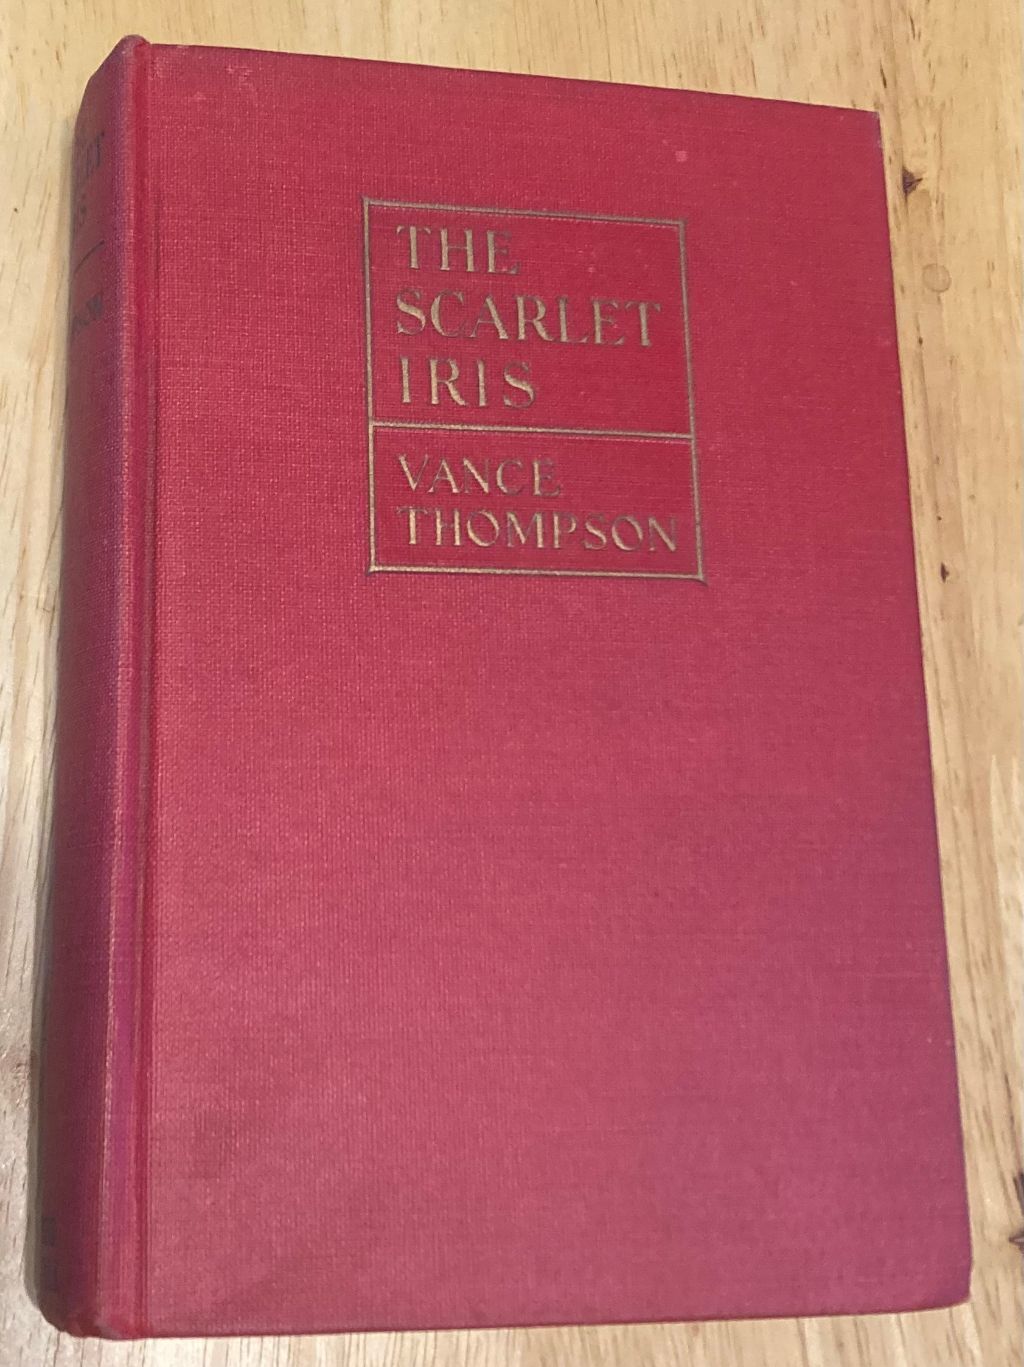 THE
SCARLET
IRIS
VANCE
THOMPSON